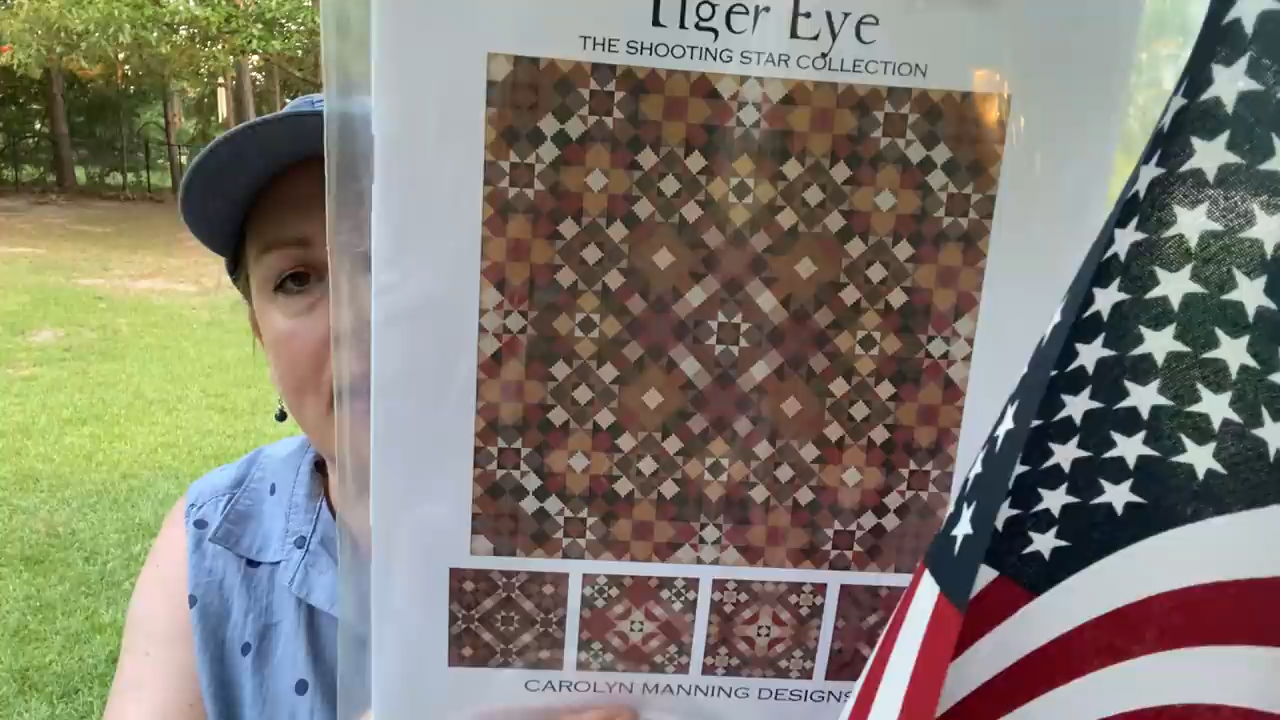 Tiger Eye
THE SHOOTING STAR COLLECTION
CAROLYN MANNING DESIGNS